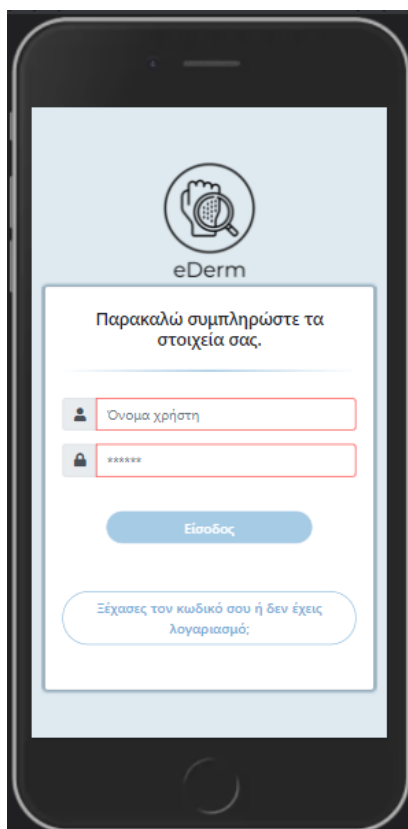 eDerm
Παρακαλώ συμπληρώστε τα
στοιχεία σας.
Όνομα χρήστη
******
Είσοδος
Ξέχασες τον κωδικό σου ή δεν έχεις
λογαριασμό;